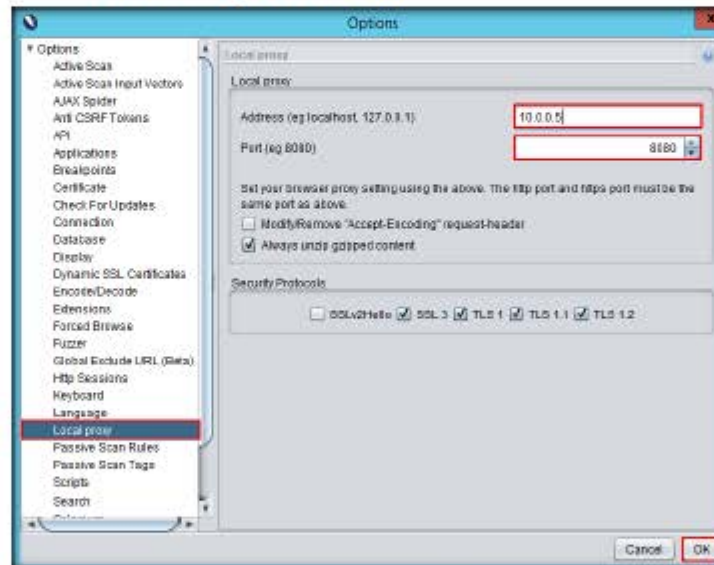 Options
Options
Active Scan
Active Scan Input Vectors
AJAX Spider
Anti CSRF Tokens
API
Applications
Breakpoints
Certificate
Check For Updates
Connection
Database
Display
Dynamic SSL Certificates
Encode/Decode
Extensions
Forced Browse
Fuzzer
Global Exclude URL (Beta)
Http Sessions
Keyboard
Language
Local proxy
Passive Scan Rules
Passive Scan Tags
Scripts
Search
Local proxy
Local proxy
Address (eg localhost, 127.0.0.1)
10.0.0.5
Port (eg 8080)
8080
Set your browser proxy setting using the above. The http port and https port must be the
same port as above.
Modify/Remove "Accept-Encoding" request-header
Always unzip gzipped content
Security Protocols
SSLv2Hello SSL 3 TLS 1 TLS 1.1 TLS 1.2
Cancel OK